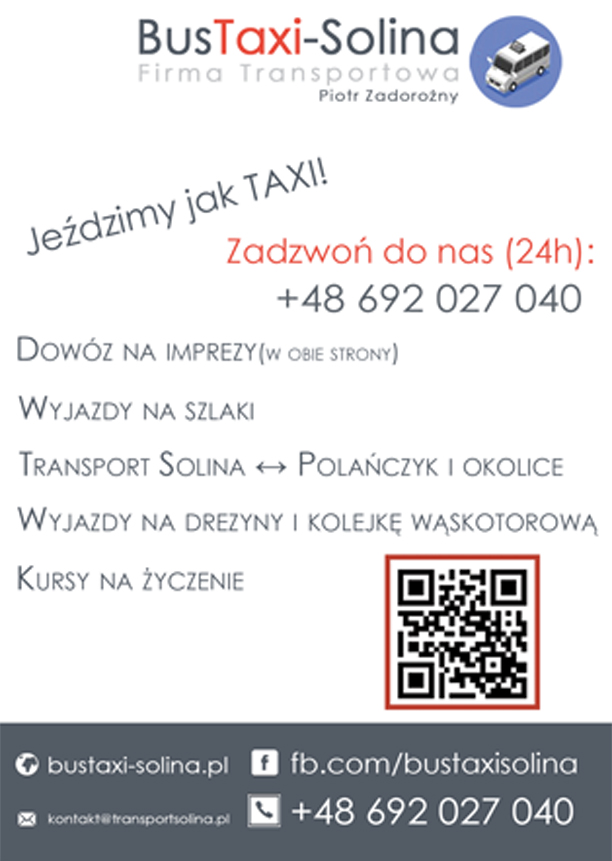 BusTaxi-Solina
Firma Transportowa
Piotr Zadorożny
Jeździmy jak TAXI!
Zadzwoń do nas (24h):
+48 692 027 040
DOWÓZ NA IMPREZY(W OBIE STRONY)
WYJAZDY NA SZLAKI
TRANSPORT SOLINA ↔ POLAŃCZYK I OKOLICE
WYJAZDY NA DREZYNY I KOLEJKĘ WĄSKOTOROWĄ
KURSY NA ŻYCZENIE
bustaxi-solina.pl
fb.com/bustaxisolina
kontakt@transportsolina.pl
+48 692 027 040